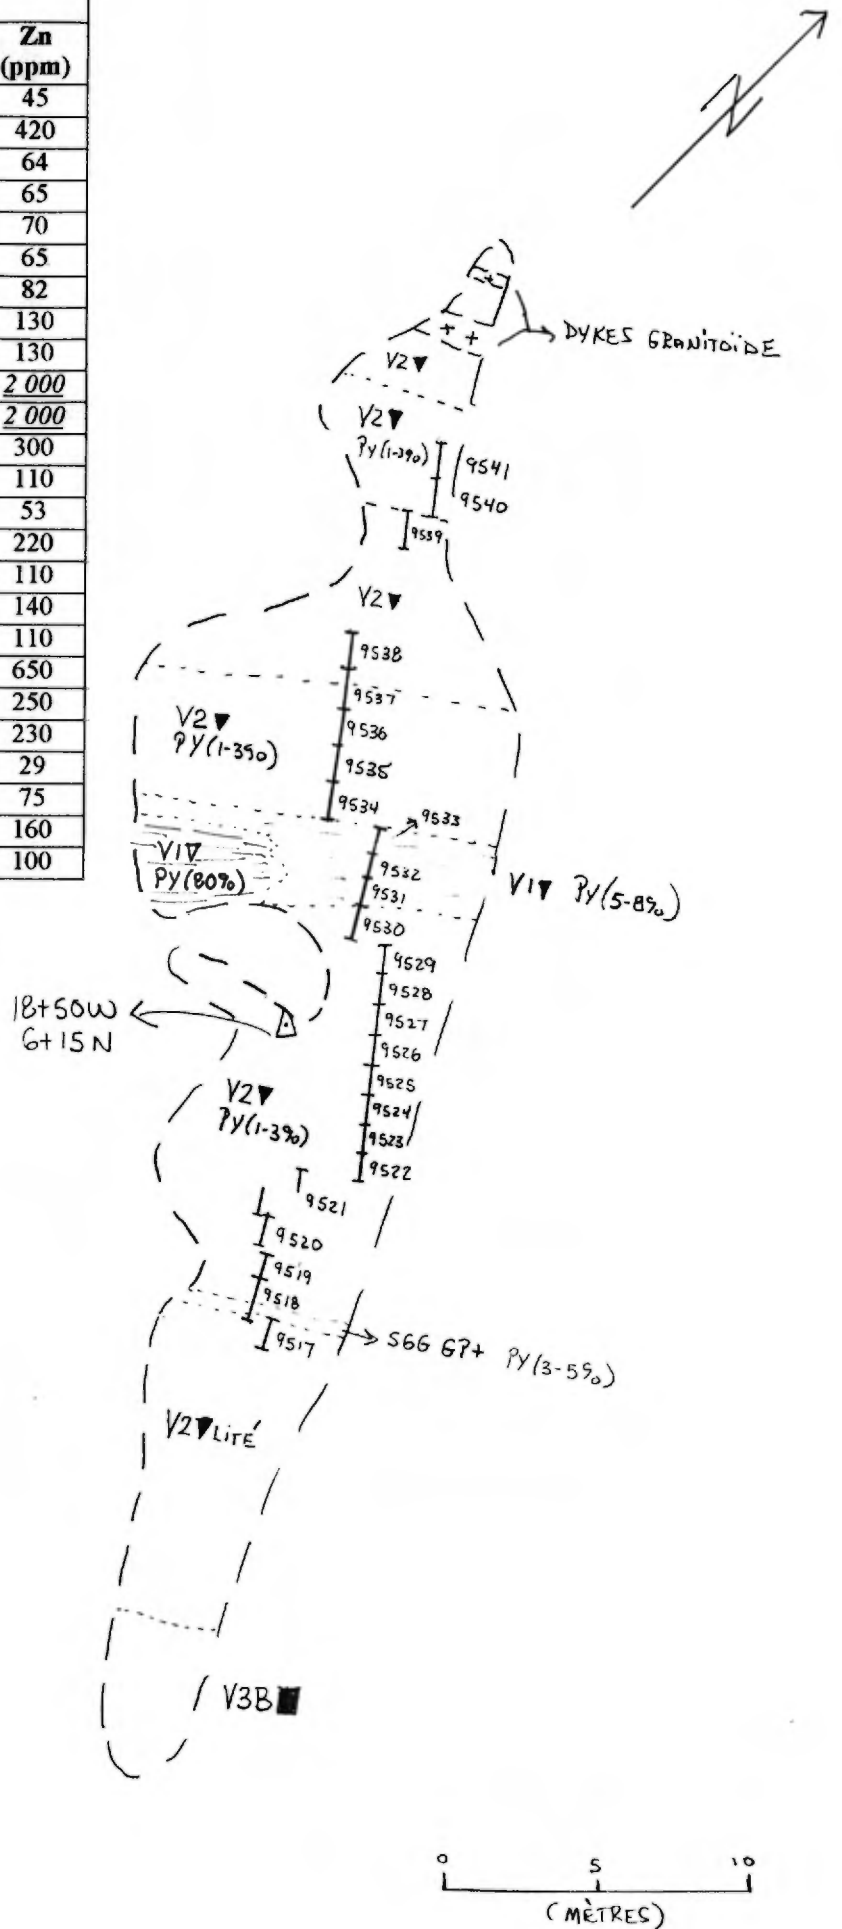 Zn
(ppm)
45
420
64
65
70
65
82
130
130
2 000
2 000
300
110
53
220
110
140
110
650
250
230
29
75
160
100
N
DYKES GRANITOÏDE
V2▼
V2▼
PY(1-3%)
9541
9540
9539
V2▼
9538
9537
V2▼
PY(1-3%)
9536
9535
9534
9533
V1▽
PY(80%)
9532
9531
V1▼ PY(5-8%)
9530
9529
9528
18+50W
6+15N
9527
9526
9525
V2▼
PY(1-3%)
9524
9523
9522
9521
9520
9519
9518
9517
S6G GP+ PY(3-5%)
V2▼LITÉ
V3B■
0 5 10
(MÈTRES)